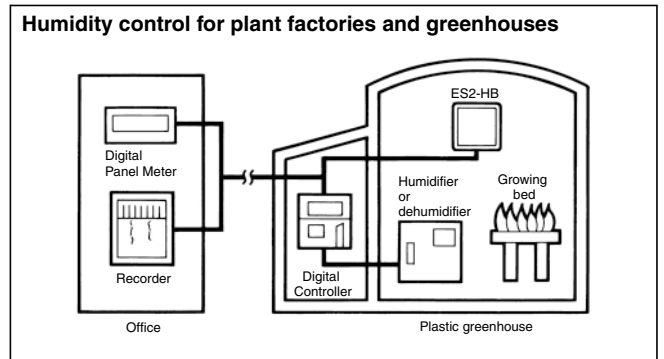 Humidity control for plant factories and greenhouses
ES2-HB
Digital
Panel Meter
Humidifier
or
dehumidifier
Growing
bed
Recorder
Digital
Controller
Office
Plastic greenhouse